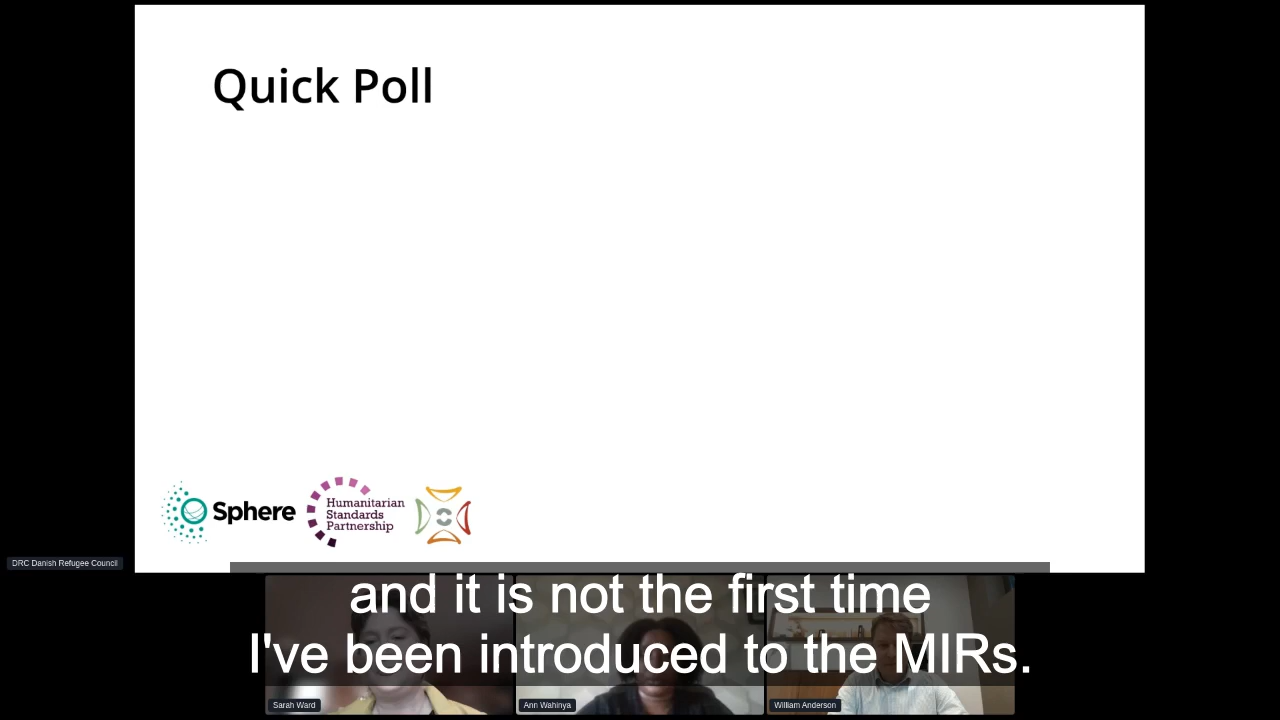 Quick Poll
Sphere
Humanitarian
Standards
Partnership
DRC Danish Refugee Council
and it is not the first time
I've been introduced to the MIRs.
Sarah Ward
Ann Wahinya
William Anderson